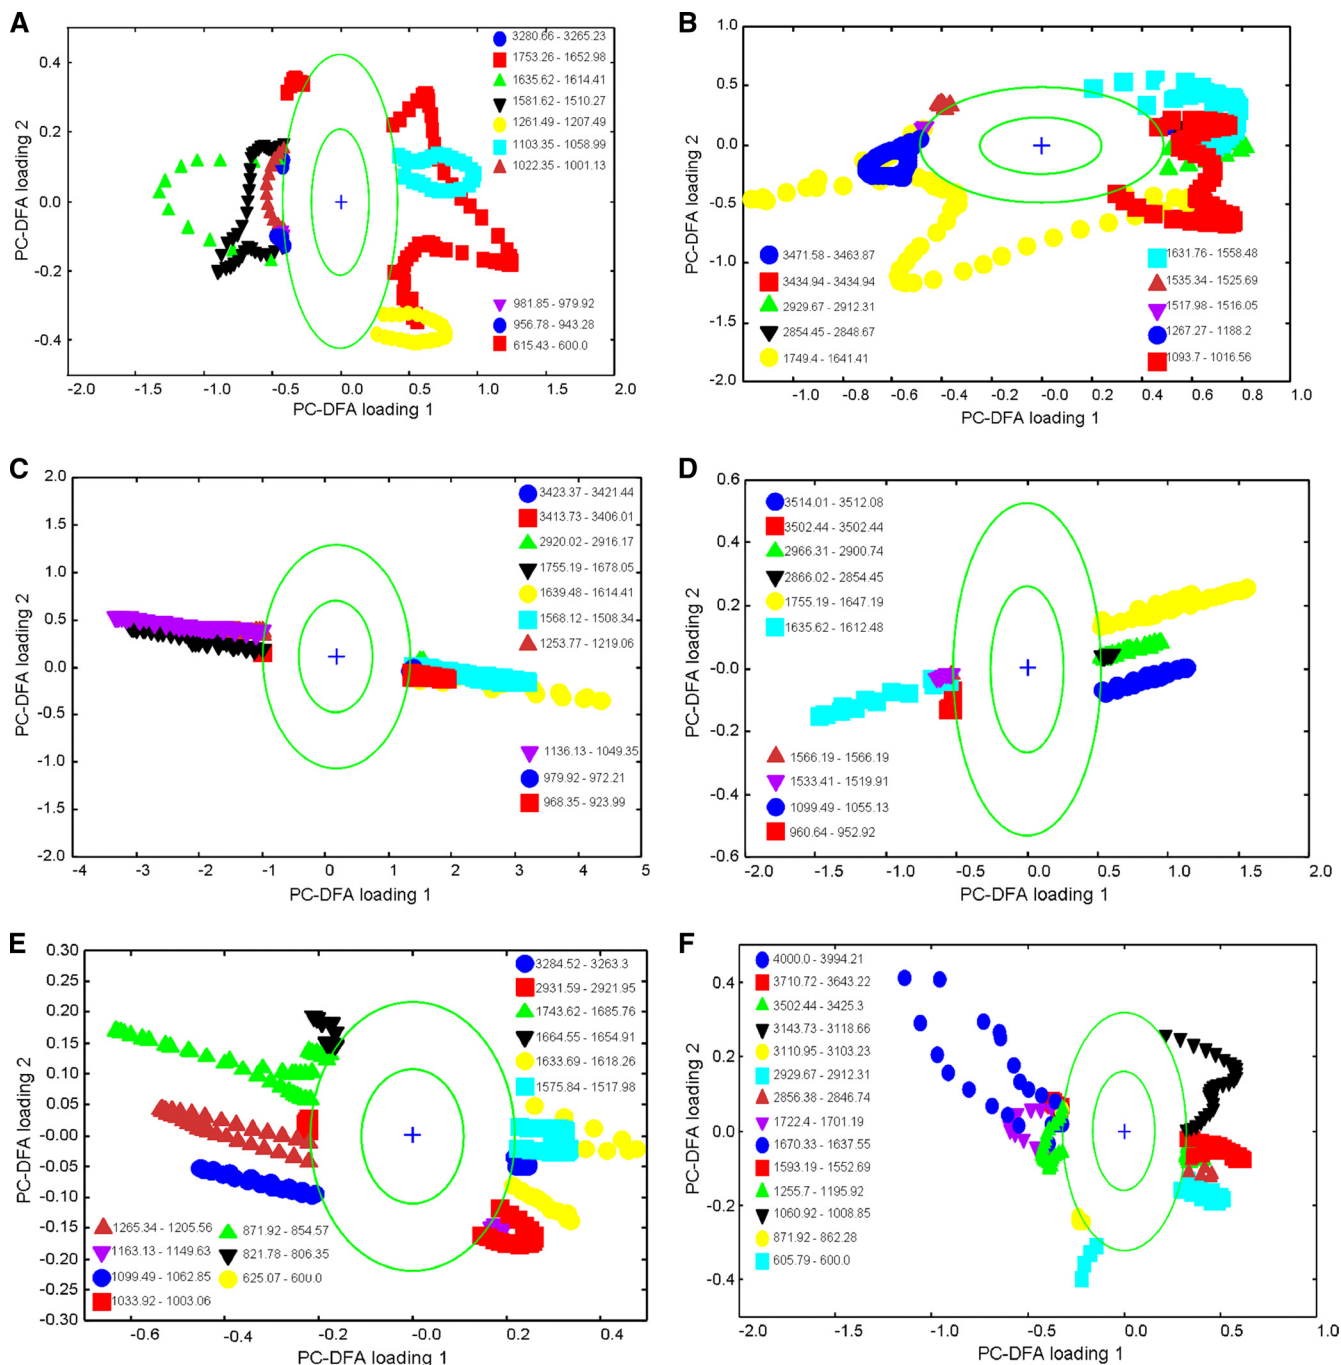 A
0.4
0.2
0.0
-0.2
-0.4
PC-DFA loading 2
3280.66 - 3265.23
1753.26 - 1652.98
1635.62 - 1614.41
1581.62 - 1510.27
1261.49 - 1207.49
1103.35 - 1058.99
1022.35 - 1001.13
981.85 - 979.92
956.78 - 943.28
615.43 - 600.0
-2.0 -1.5 -1.0 -0.5 0.0 0.5 1.0 1.5 2.0
PC-DFA loading 1
B
1.0
0.5
0.0
-0.5
-1.0
-1.5
-2.0
PC-DFA loading 2
3471.58 - 3463.87
3434.94 - 3434.94
2929.67 - 2912.31
2854.45 - 2848.67
1749.4 - 1641.41
1631.76 - 1558.48
1535.34 - 1525.69
1517.98 - 1516.05
1267.27 - 1188.2
1093.7 - 1016.56
-1.0 -0.8 -0.6 -0.4 -0.2 0.0 0.2 0.4 0.6 0.8 1.0
PC-DFA loading 1
C
2.0
1.5
1.0
0.5
0.0
-0.5
-1.0
-1.5
-2.0
PC-DFA loading 2
3423.37 - 3421.44
3413.73 - 3406.01
2920.02 - 2916.17
1755.19 - 1678.05
1639.48 - 1614.41
1568.12 - 1508.34
1253.77 - 1219.06
1136.13 - 1049.35
979.92 - 972.21
968.35 - 923.99
-4 -3 -2 -1 0 1 2 3 4 5
PC-DFA loading 1
D
0.6
0.4
0.2
-0.0
-0.2
-0.4
-0.6
PC-DFA loading 2
3514.01 - 3512.08
3502.44 - 3502.44
2966.31 - 2900.74
2866.02 - 2854.45
1755.19 - 1647.19
1635.62 - 1612.48
1566.19 - 1566.19
1533.41 - 1519.91
1099.49 - 1055.13
960.64 - 952.92
-2.0 -1.5 -1.0 -0.5 0.0 0.5 1.0 1.5 2.0
PC-DFA loading 1
E
0.30
0.25
0.20
0.15
0.10
0.05
-0.00
-0.05
-0.10
-0.15
-0.20
-0.25
-0.30
PC-DFA loading 2
3284.52 - 3263.3
2931.59 - 2921.95
1743.62 - 1685.76
1664.55 - 1654.91
1633.69 - 1618.26
1575.84 - 1517.98
1265.34 - 1205.56
1163.13 - 1149.63
1099.49 - 1062.85
1033.92 - 1003.06
871.92 - 854.57
821.78 - 806.35
625.07 - 600.0
-0.6 -0.4 -0.2 -0.0 0.2 0.4
PC-DFA loading 1
F
0.4
0.2
0.0
-0.2
-0.4
PC-DFA loading 2
4000.0 - 3994.21
3710.72 - 3643.22
3502.44 - 3425.3
3143.73 - 3118.66
3110.95 - 3103.23
2929.67 - 2912.31
2856.38 - 2846.74
1722.4 - 1701.19
1670.33 - 1637.55
1593.19 - 1552.69
1255.7 - 1195.92
1060.92 - 1008.85
871.92 - 862.28
605.79 - 600.0
-2.0 -1.5 -1.0 -0.5 0.0 0.5 1.0
PC-DFA loading 1